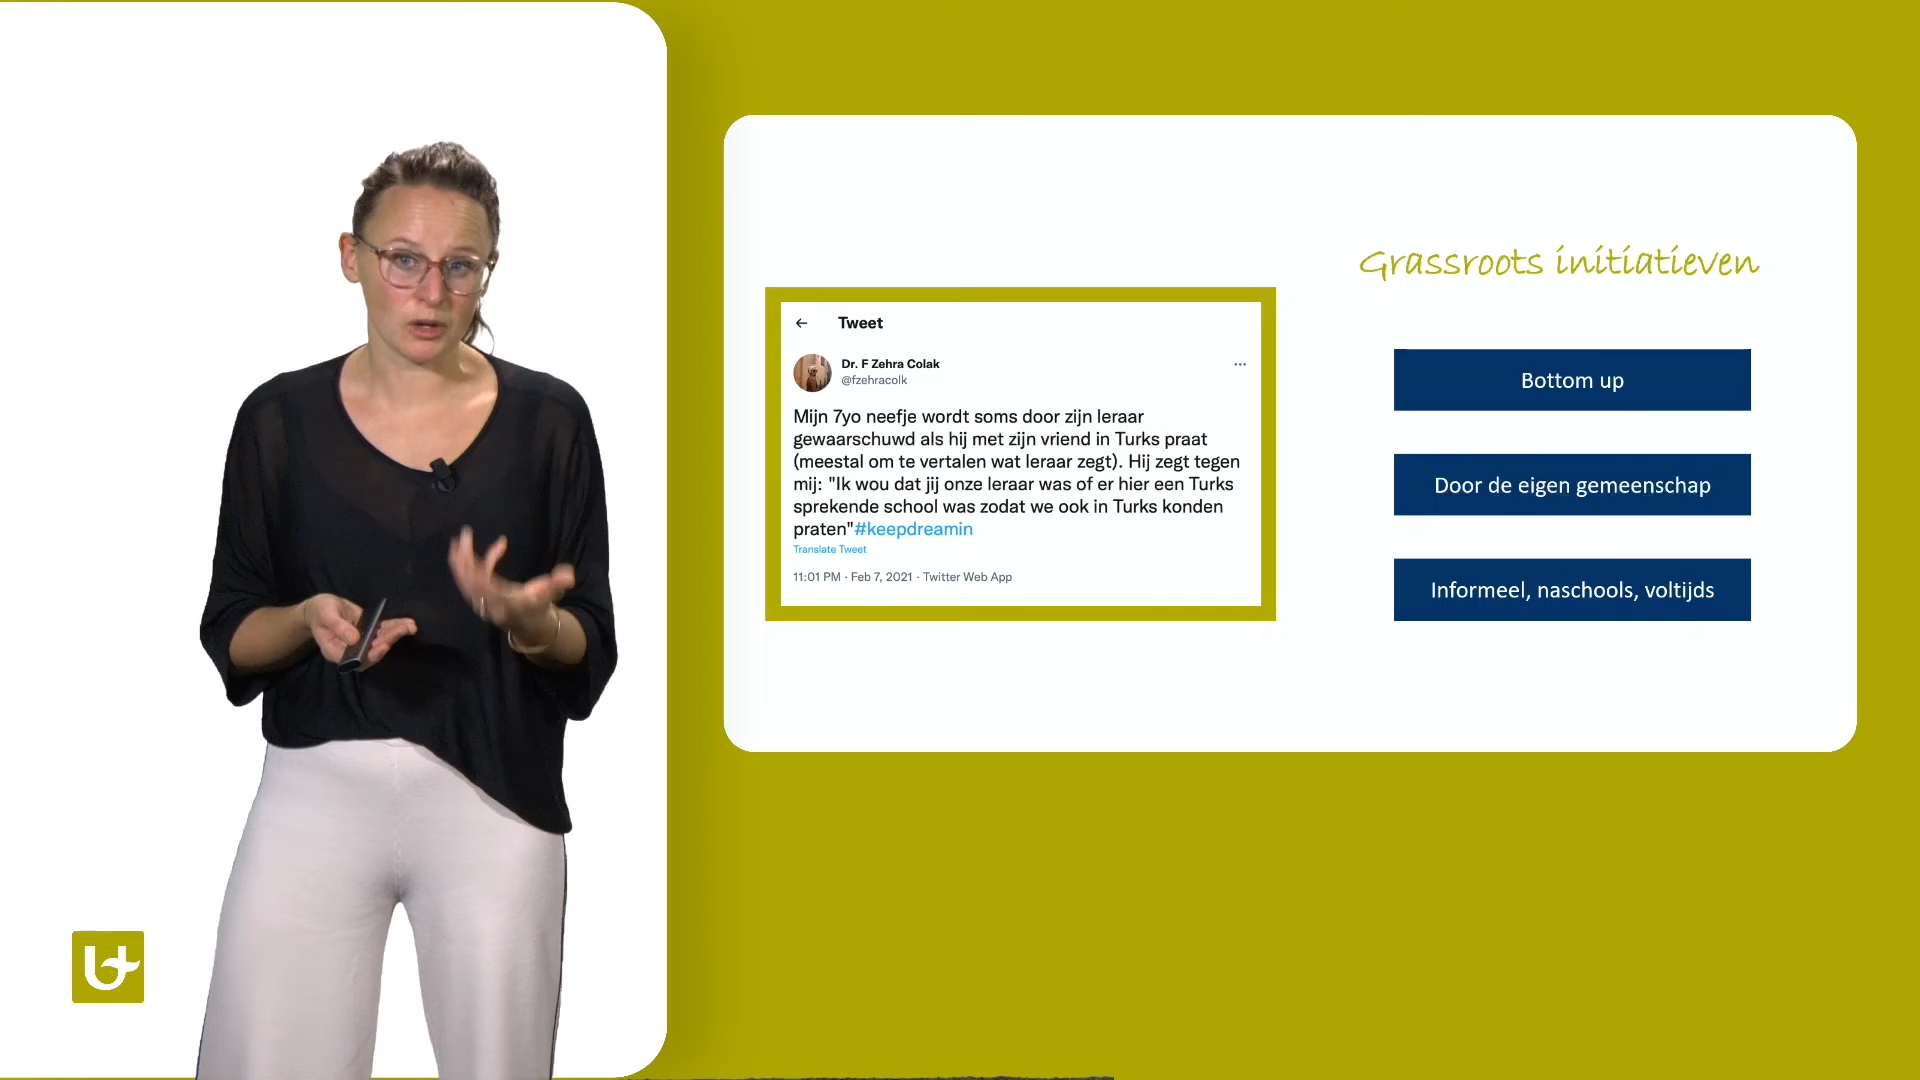 Grassroots initiatieven
← Tweet
Dr. F Zehra Colak
@fzehracolk
Mijn 7yo neefje wordt soms door zijn leraar
gewaarschuwd als hij met zijn vriend in Turks praat
(meestal om te vertalen wat leraar zegt). Hij zegt tegen
mij: "Ik wou dat jij onze leraar was of er hier een Turks
sprekende school was zodat we ook in Turks konden
praten"#keepdreamin
Translate Tweet
11:01 PM · Feb 7, 2021 · Twitter Web App
Bottom up
Door de eigen gemeenschap
Informeel, naschools, voltijds